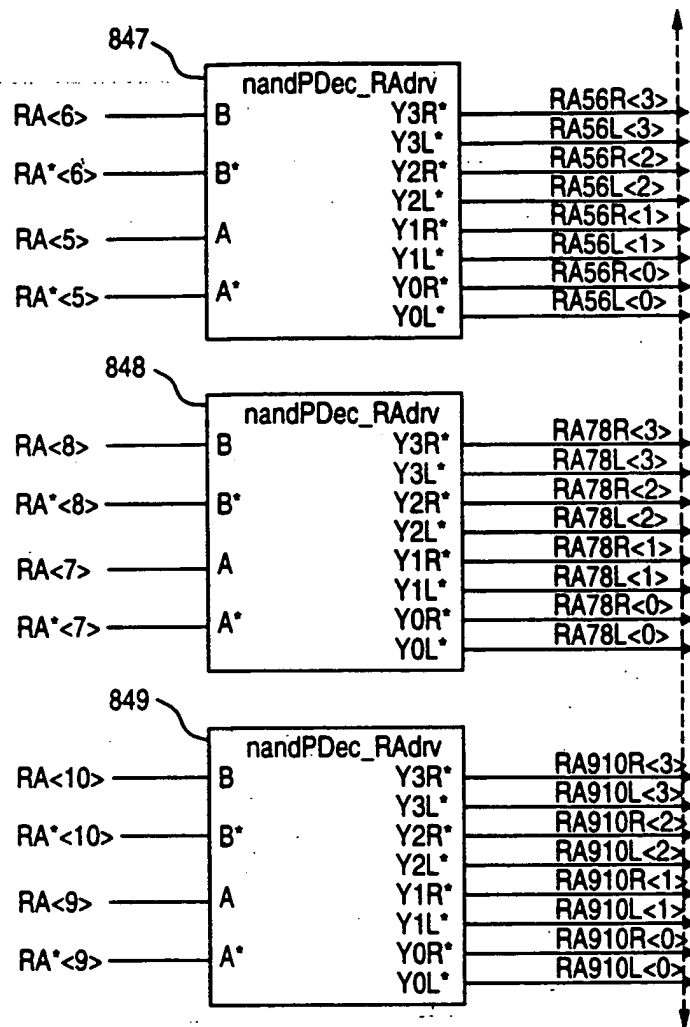 847
nandPDec_RAdrv
RA<6> B Y3R* RA56R<3>
Y3L* RA56L<3>
RA*<6> B* Y2R* RA56R<2>
Y2L* RA56L<2>
RA<5> A Y1R* RA56R<1>
Y1L* RA56L<1>
RA*<5> A* Y0R* RA56R<0>
Y0L* RA56L<0>
848
nandPDec_RAdrv
RA<8> B Y3R* RA78R<3>
Y3L* RA78L<3>
RA*<8> B* Y2R* RA78R<2>
Y2L* RA78L<2>
RA<7> A Y1R* RA78R<1>
Y1L* RA78L<1>
RA*<7> A* Y0R* RA78R<0>
Y0L* RA78L<0>
849
nandPDec_RAdrv
RA<10> B Y3R* RA910R<3>
Y3L* RA910L<3>
RA*<10> B* Y2R* RA910R<2>
Y2L* RA910L<2>
RA<9> A Y1R* RA910R<1>
Y1L* RA910L<1>
RA*<9> A* Y0R* RA910R<0>
Y0L* RA910L<0>